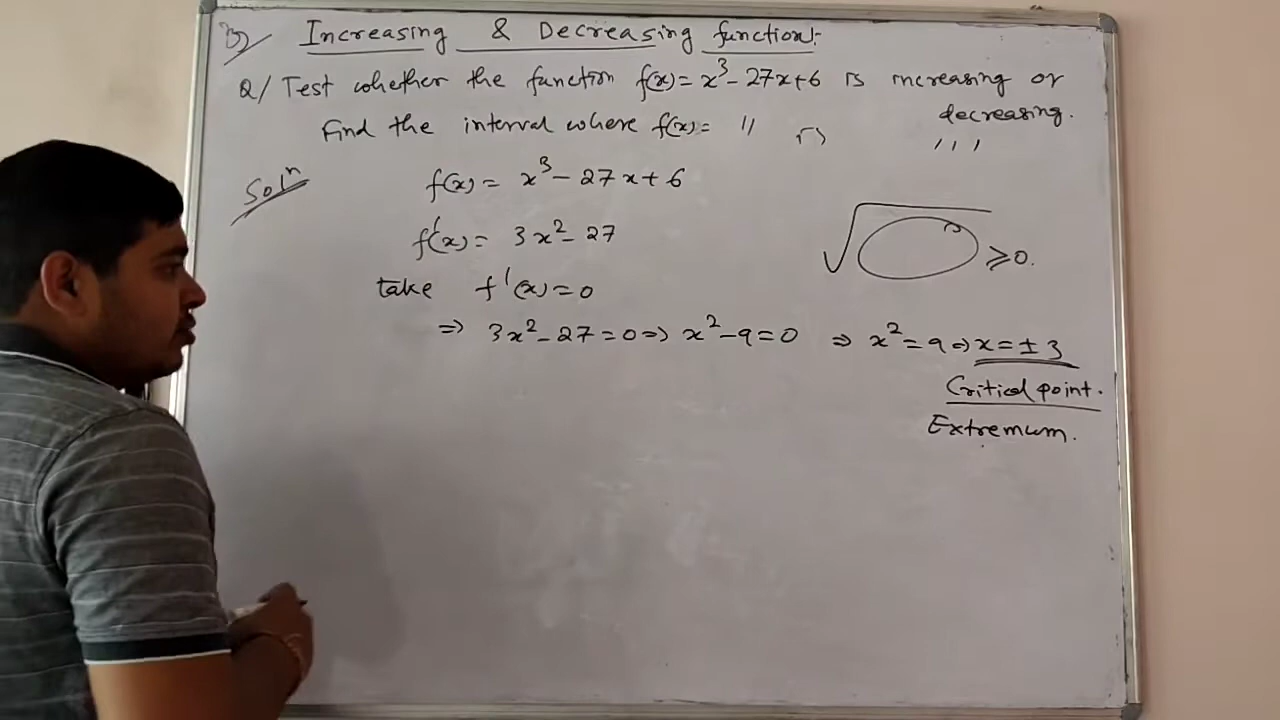 B) Increasing & Decreasing function:-
Q/ Test whether the function f(x) = x³ - 27x + 6 is increasing or decreasing.
Find the interval where f(x) = " is " "
Solⁿ
f(x) = x³ - 27x + 6
f'(x) = 3x² - 27
take f'(x) = 0
⇒ 3x² - 27 = 0 ⇒ x² - 9 = 0 ⇒ x² = 9 ⇒ x = ± 3
√ ≥ 0.
Critical point.
Extremum.